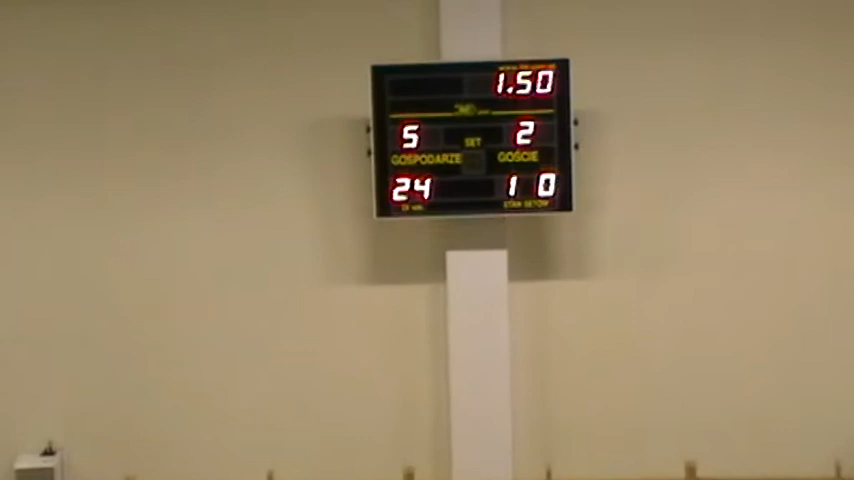 1.50
5 SET 2
GOSPODARZE GOŚCIE
24 1 0
STAN SETÓW